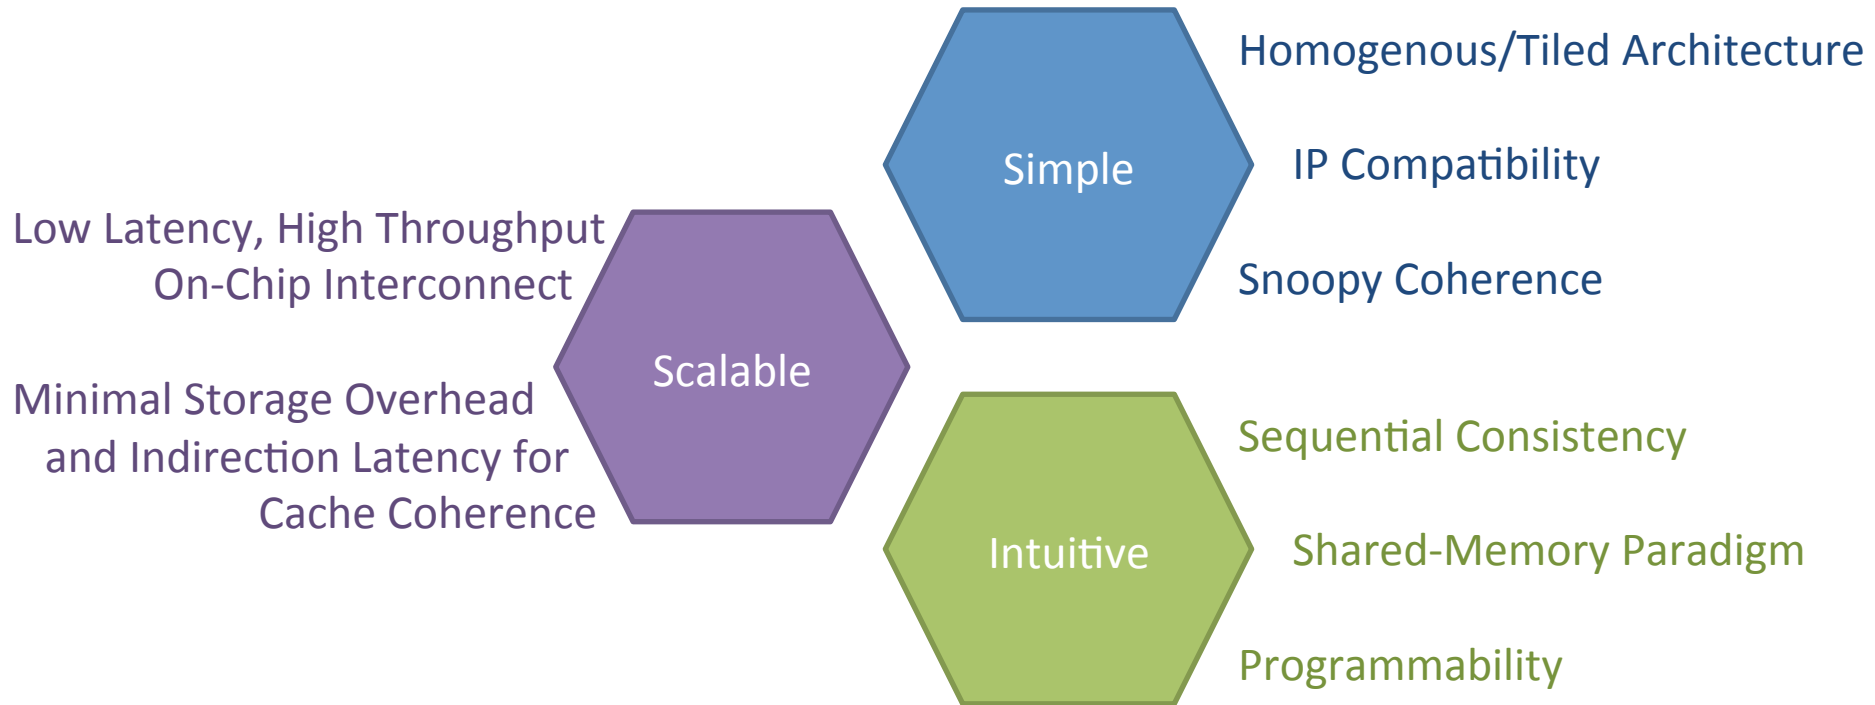 Low Latency, High Throughput
On-Chip Interconnect
Minimal Storage Overhead
and Indirection Latency for
Cache Coherence
Scalable
Simple
Homogenous/Tiled Architecture
IP Compatibility
Snoopy Coherence
Intuitive
Sequential Consistency
Shared-Memory Paradigm
Programmability